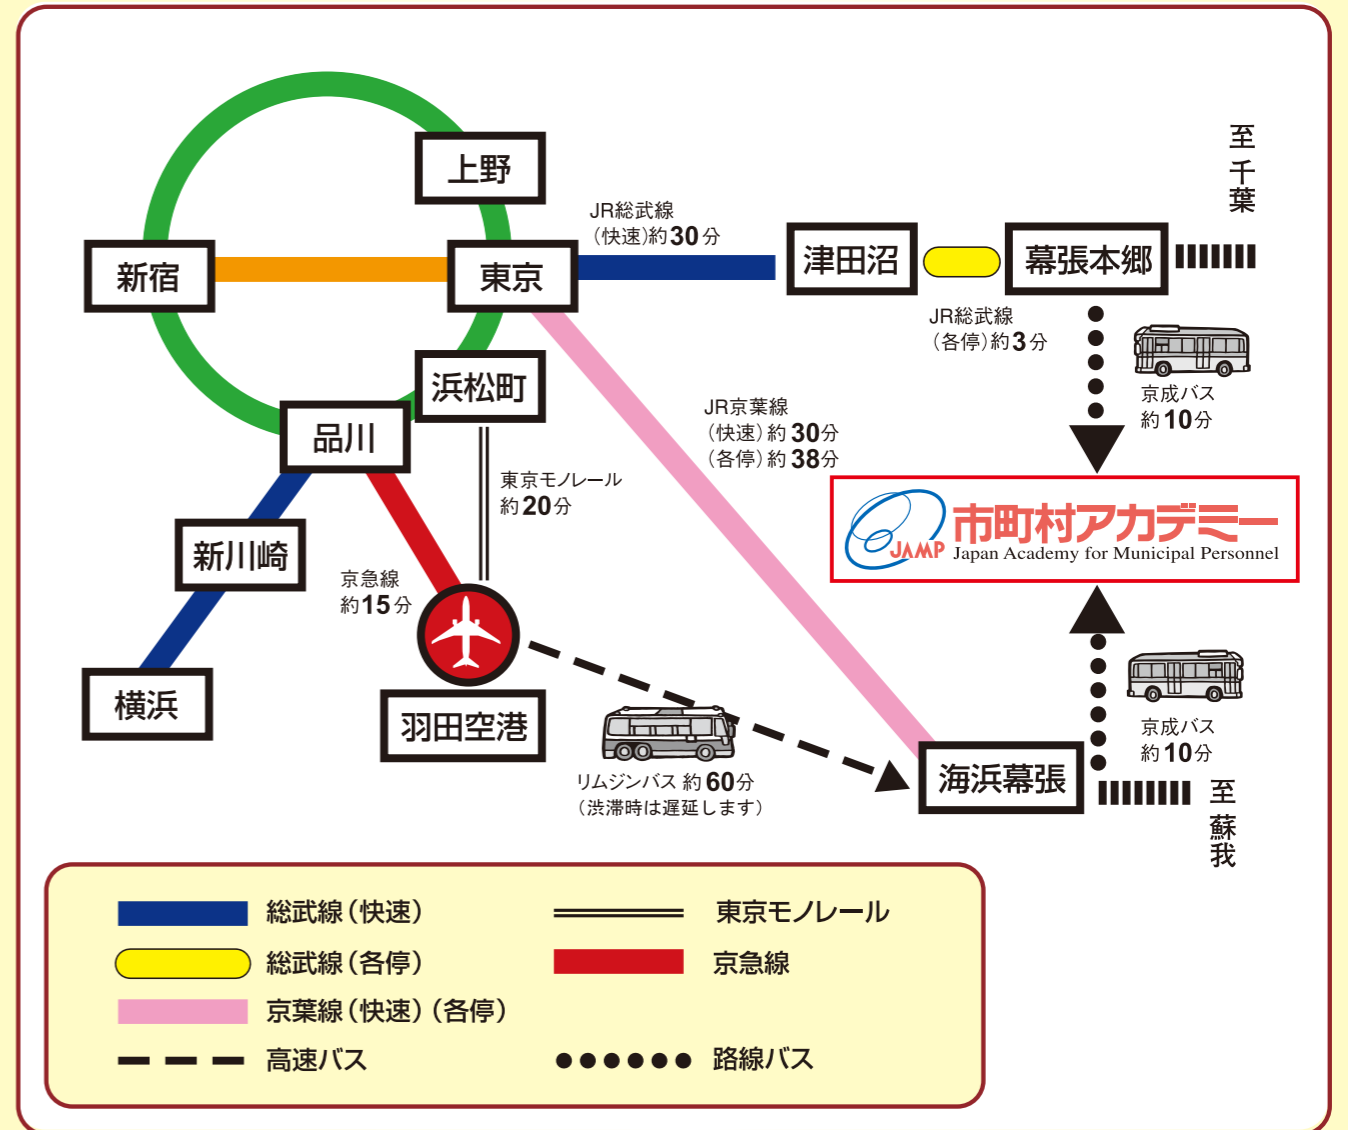 上野
至千葉
JR総武線
（快速）約30分
新宿
東京
津田沼
幕張本郷
JR総武線
（各停）約3分
京成バス
約10分
浜松町
JR京葉線
（快速）約30分
（各停）約38分
品川
東京モノレール
約20分
JAMP
市町村アカデミー
Japan Academy for Municipal Personnel
新川崎
京急線
約15分
横浜
羽田空港
京成バス
約10分
リムジンバス 約60分
（渋滞時は遅延します）
海浜幕張
至蘇我
総武線（快速）
東京モノレール
総武線（各停）
京急線
京葉線（快速）（各停）
高速バス
路線バス